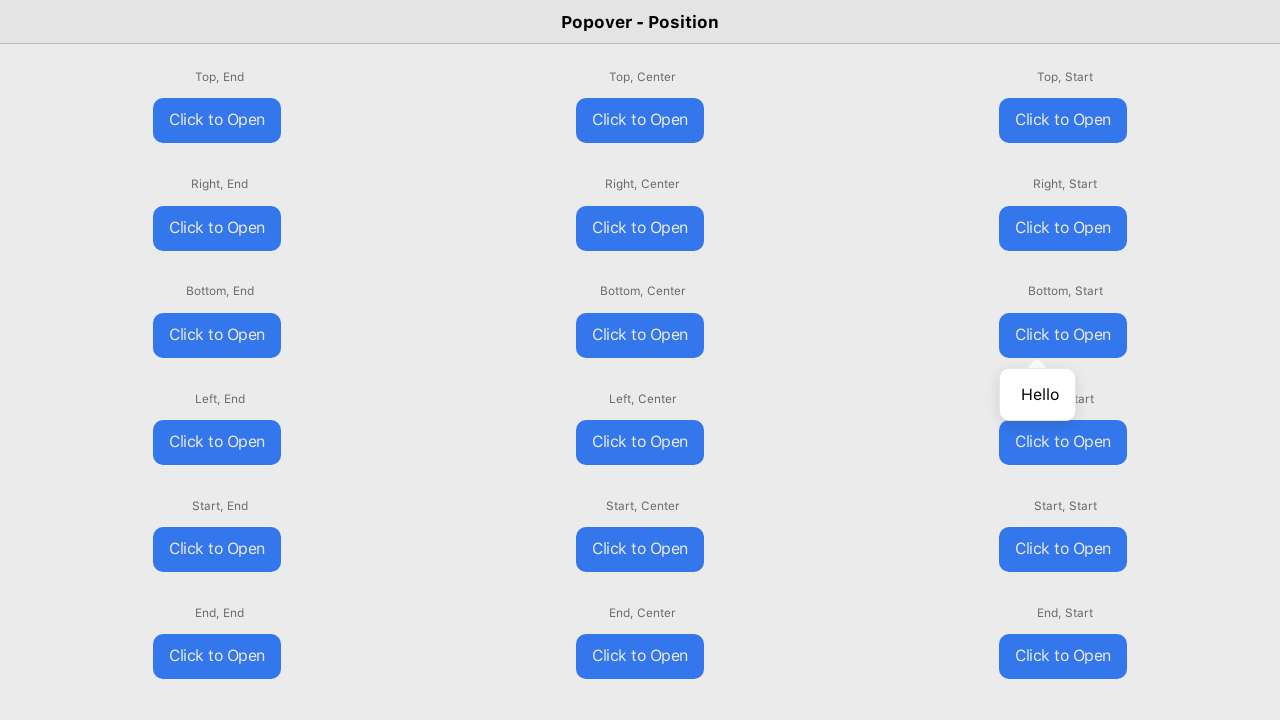 Popover - Position
Top, End
Top, Center
Top, Start
Click to Open
Click to Open
Click to Open
Right, End
Right, Center
Right, Start
Click to Open
Click to Open
Click to Open
Bottom, End
Bottom, Center
Bottom, Start
Click to Open
Click to Open
Click to Open
Hello
Left, End
Left, Center
Click to Open
Click to Open
Click to Open
Start, End
Start, Center
Start, Start
Click to Open
Click to Open
Click to Open
End, End
End, Center
End, Start
Click to Open
Click to Open
Click to Open